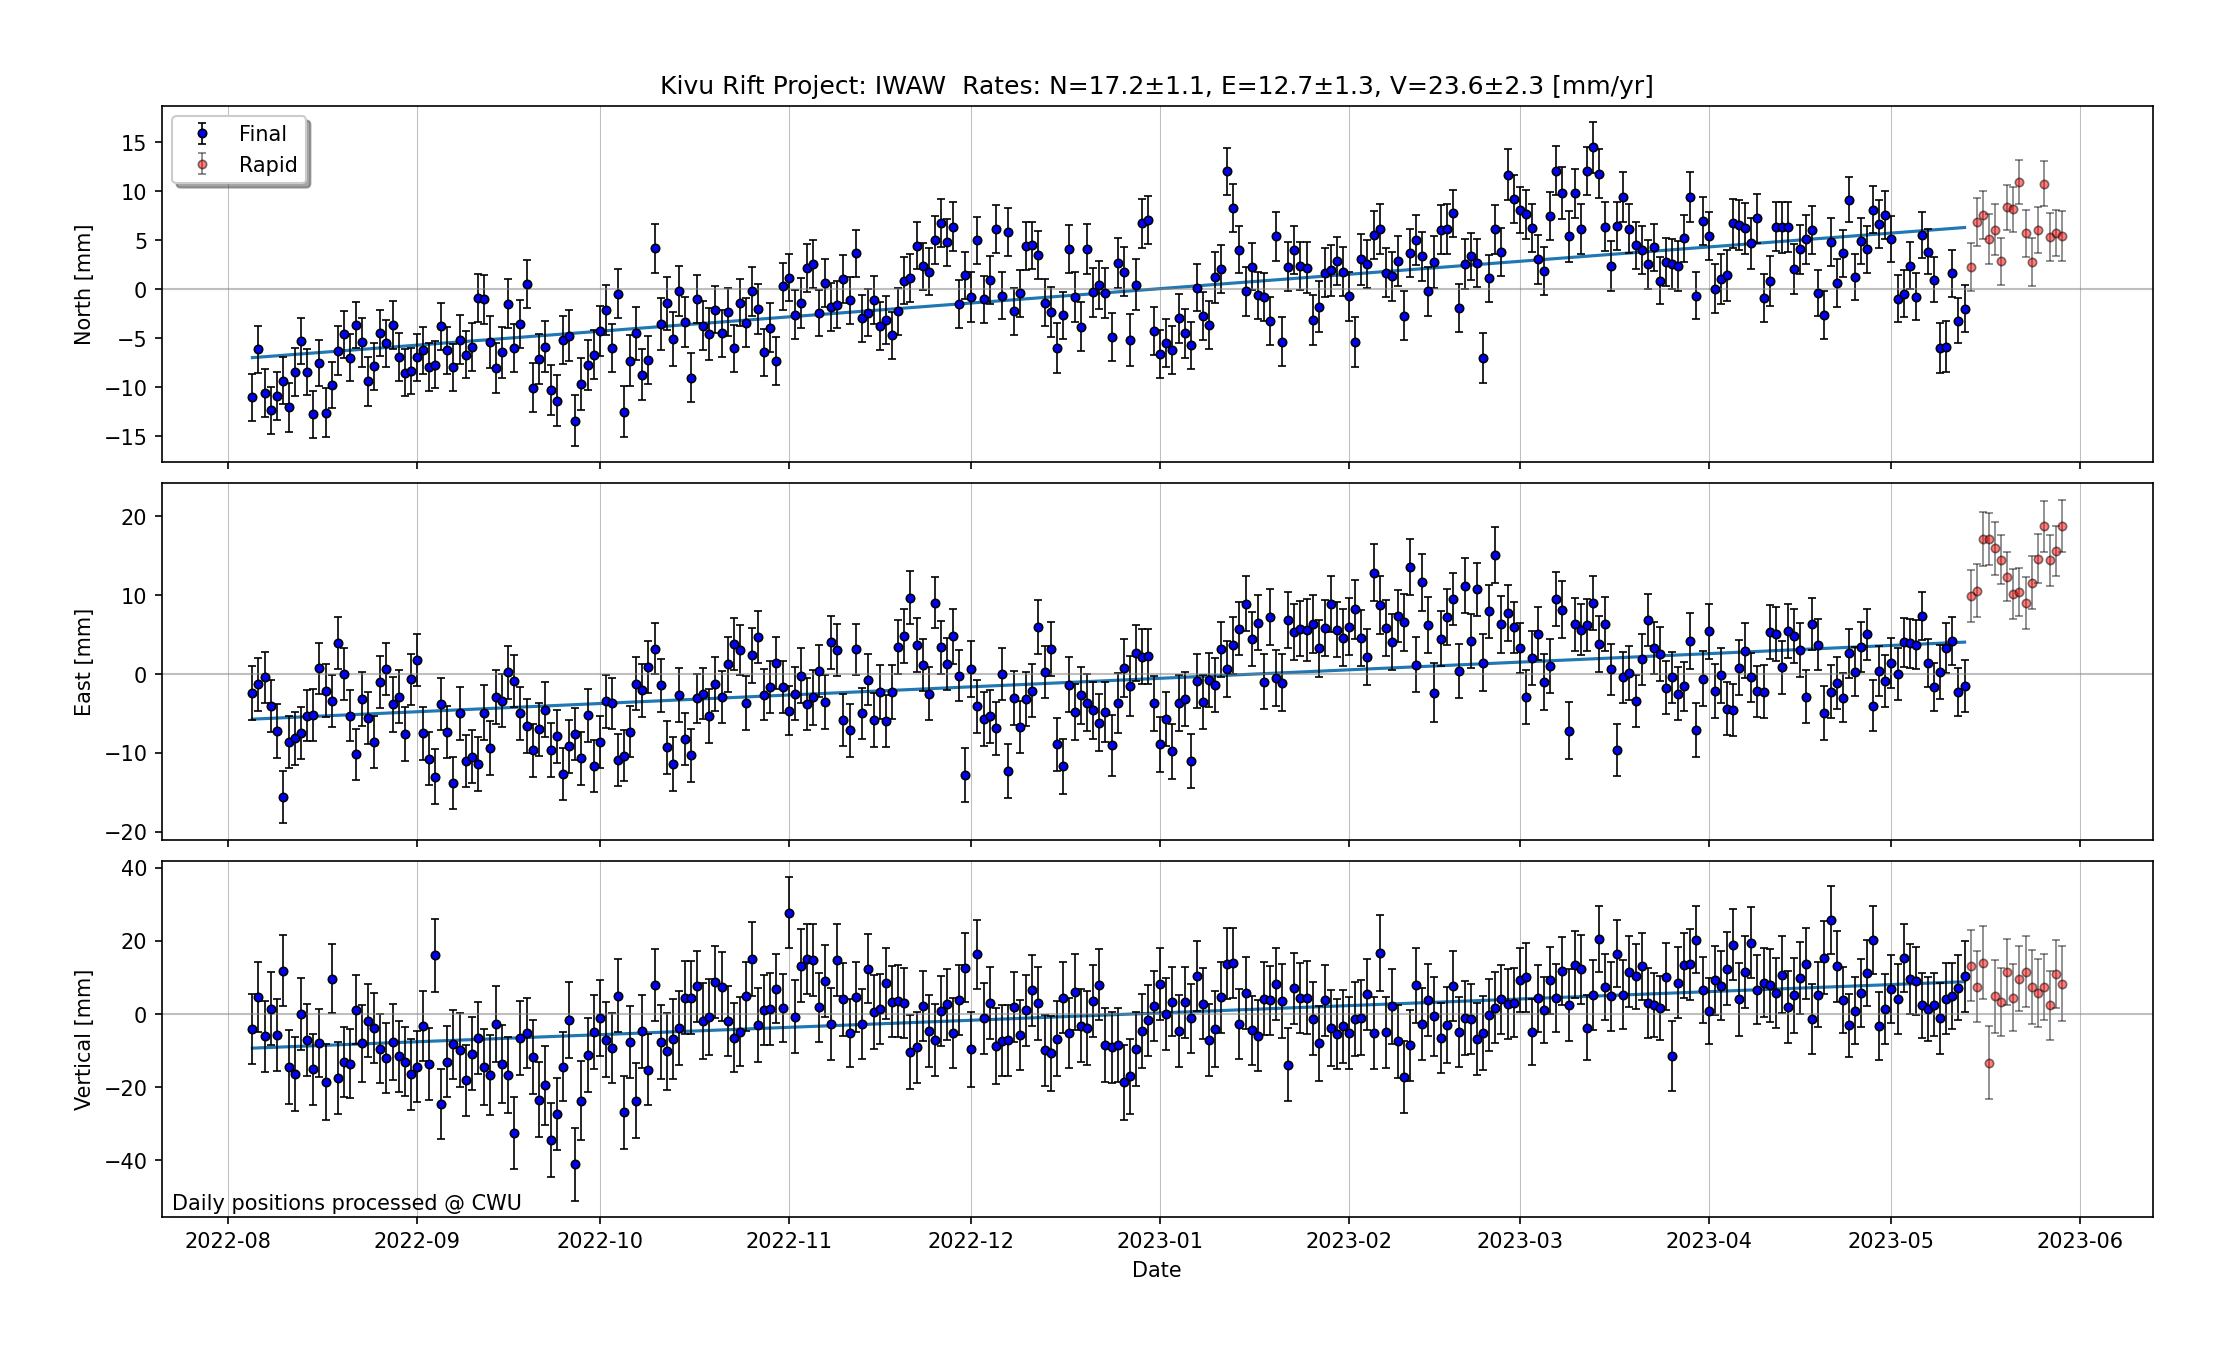 Kivu Rift Project: IWAW  Rates: N=17.2±1.1, E=12.7±1.3, V=23.6±2.3 [mm/yr]
Final
Rapid
North [mm]
15
10
5
0
−5
−10
−15
East [mm]
20
10
0
−10
−20
Vertical [mm]
40
20
0
−20
−40
Daily positions processed @ CWU
2022-08 2022-09 2022-10 2022-11 2022-12 2023-01 2023-02 2023-03 2023-04 2023-05 2023-06
Date